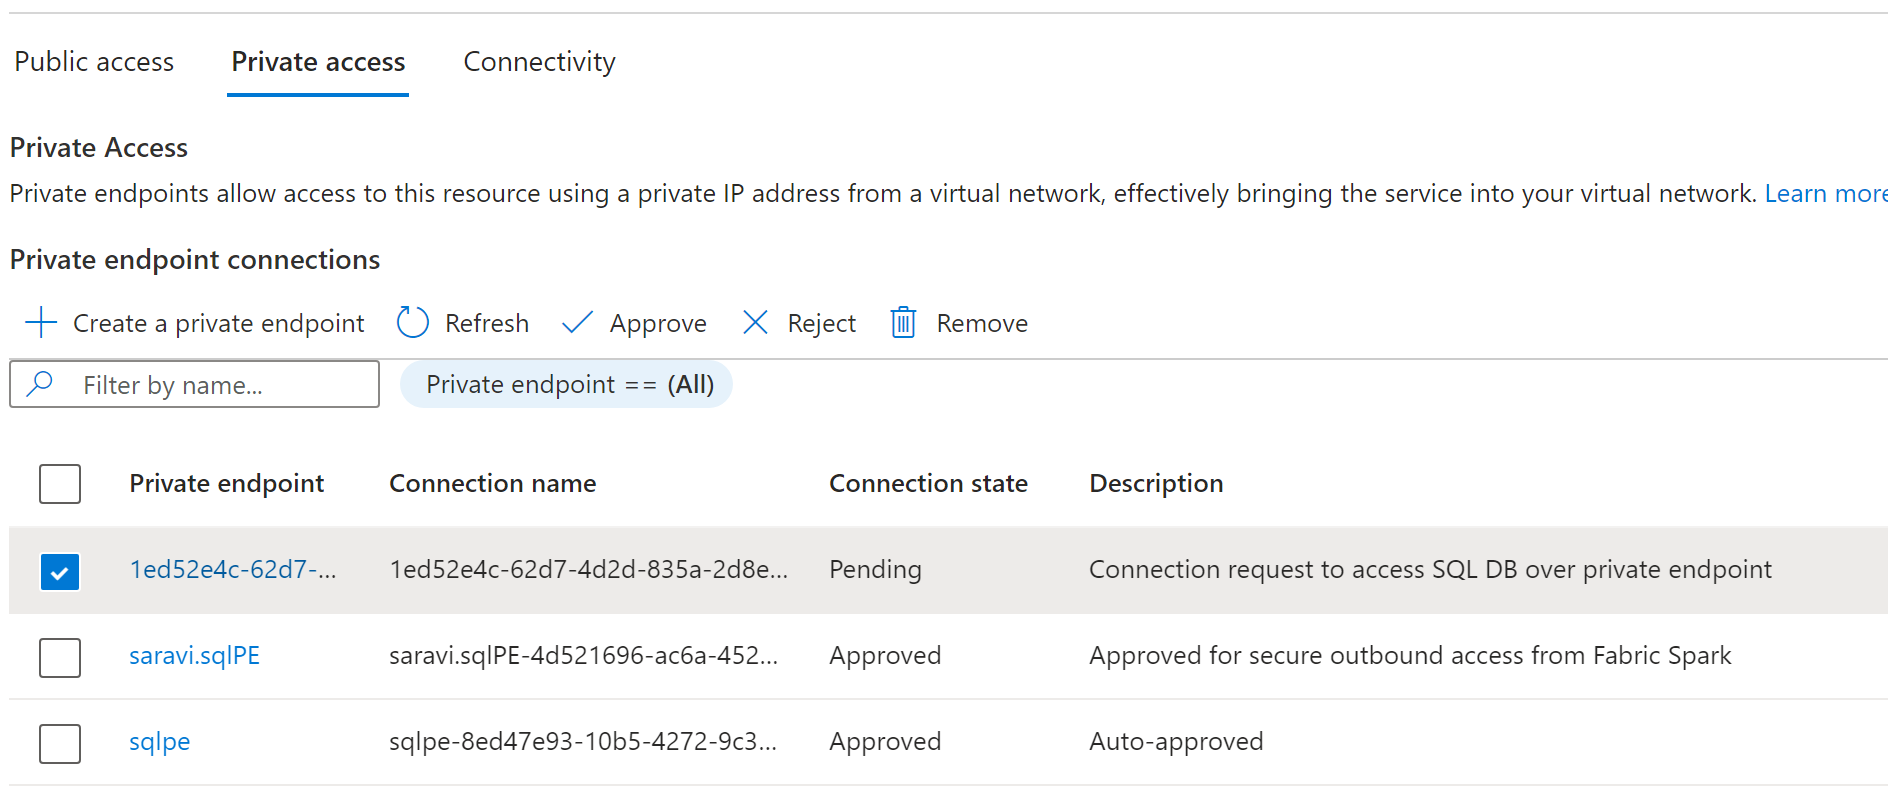 Public access Private access Connectivity
Private Access
Private endpoints allow access to this resource using a private IP address from a virtual network, effectively bringing the service into your virtual network. Learn more
Private endpoint connections
Create a private endpoint Refresh Approve Reject Remove
Filter by name... Private endpoint == (All)
Private endpoint Connection name Connection state Description
1ed52e4c-62d7-... 1ed52e4c-62d7-4d2d-835a-2d8e... Pending Connection request to access SQL DB over private endpoint
saravi.sqlPE saravi.sqlPE-4d521696-ac6a-452... Approved Approved for secure outbound access from Fabric Spark
sqlpe sqlpe-8ed47e93-10b5-4272-9c3... Approved Auto-approved